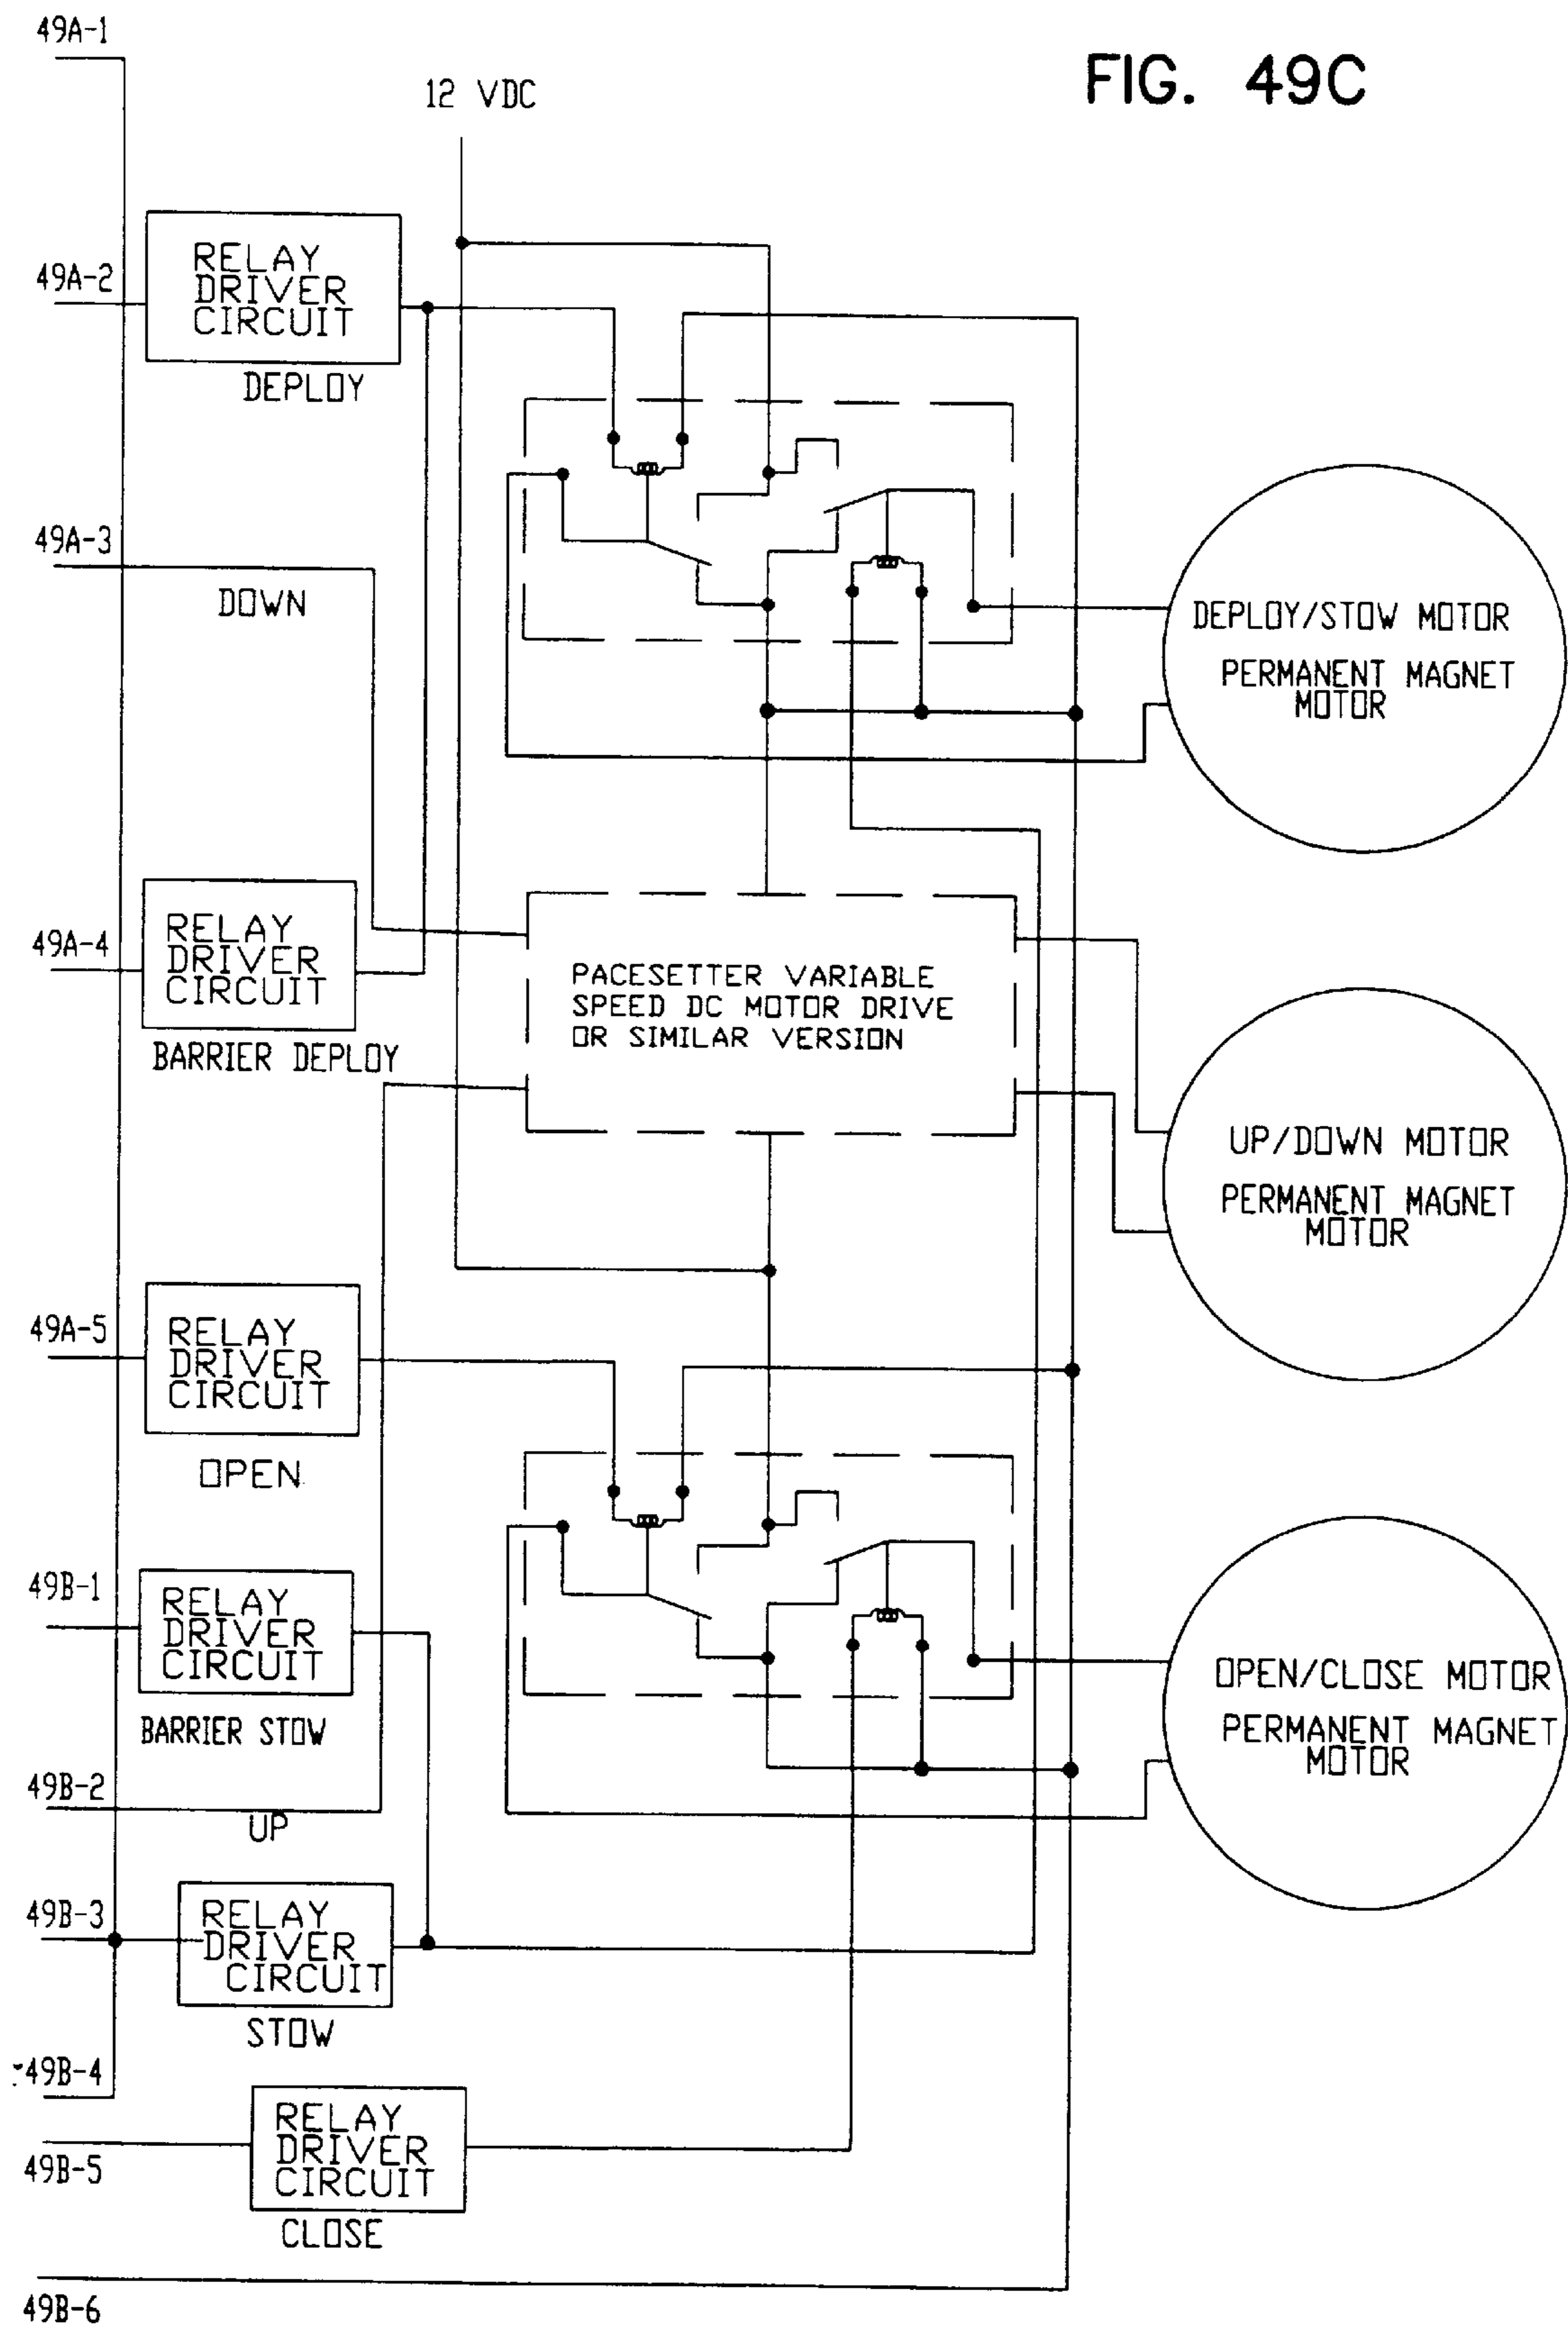 49A-1
FIG. 49C
12 VDC
49A-2
RELAY
DRIVER
CIRCUIT
DEPLOY
49A-3
DOWN
DEPLOY/STOW MOTOR
PERMANENT MAGNET
MOTOR
49A-4
RELAY
DRIVER
CIRCUIT
BARRIER DEPLOY
PACESETTER VARIABLE
SPEED DC MOTOR DRIVE
OR SIMILAR VERSION
UP/DOWN MOTOR
PERMANENT MAGNET
MOTOR
49A-5
RELAY
DRIVER
CIRCUIT
OPEN
49B-1
RELAY
DRIVER
CIRCUIT
BARRIER STOW
OPEN/CLOSE MOTOR
PERMANENT MAGNET
MOTOR
49B-2
UP
49B-3
RELAY
DRIVER
CIRCUIT
STOW
49B-4
RELAY
DRIVER
CIRCUIT
CLOSE
49B-5
49B-6